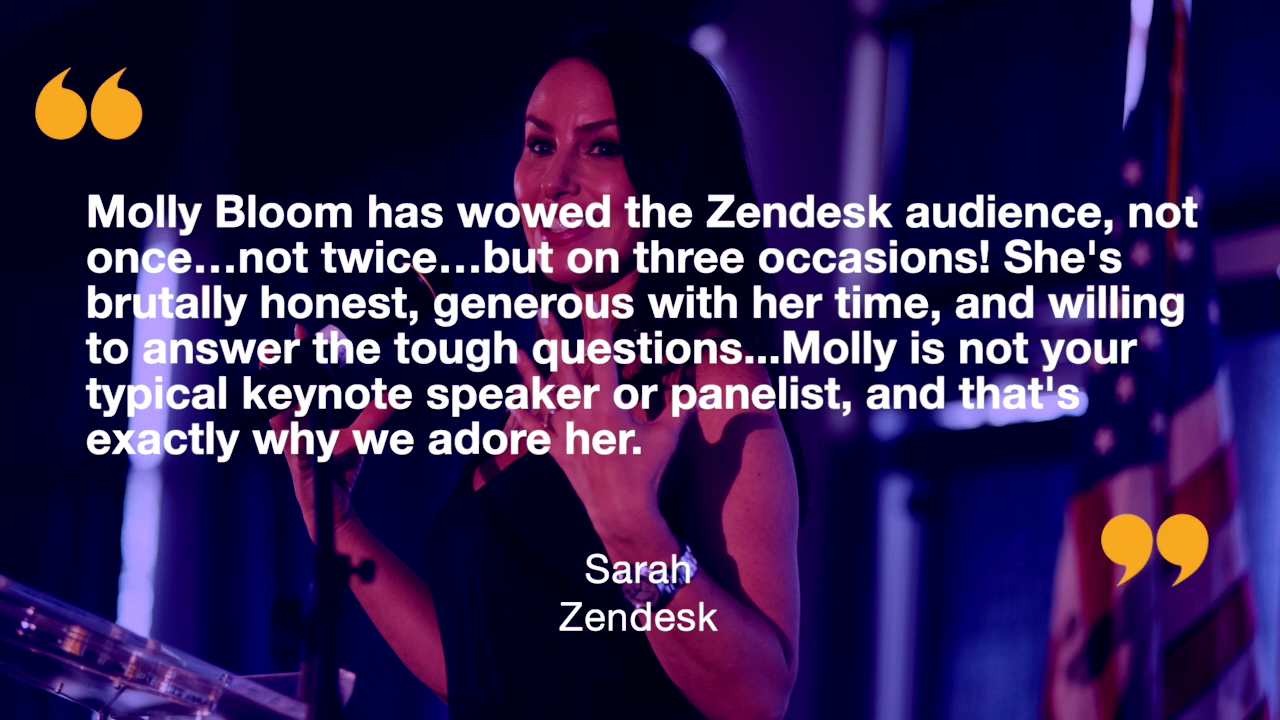 Molly Bloom has wowed the Zendesk audience, not
once...not twice...but on three occasions! She's
brutally honest, generous with her time, and willing
to answer the tough questions...Molly is not your
typical keynote speaker or panelist, and that's
exactly why we adore her.
Sarah
Zendesk